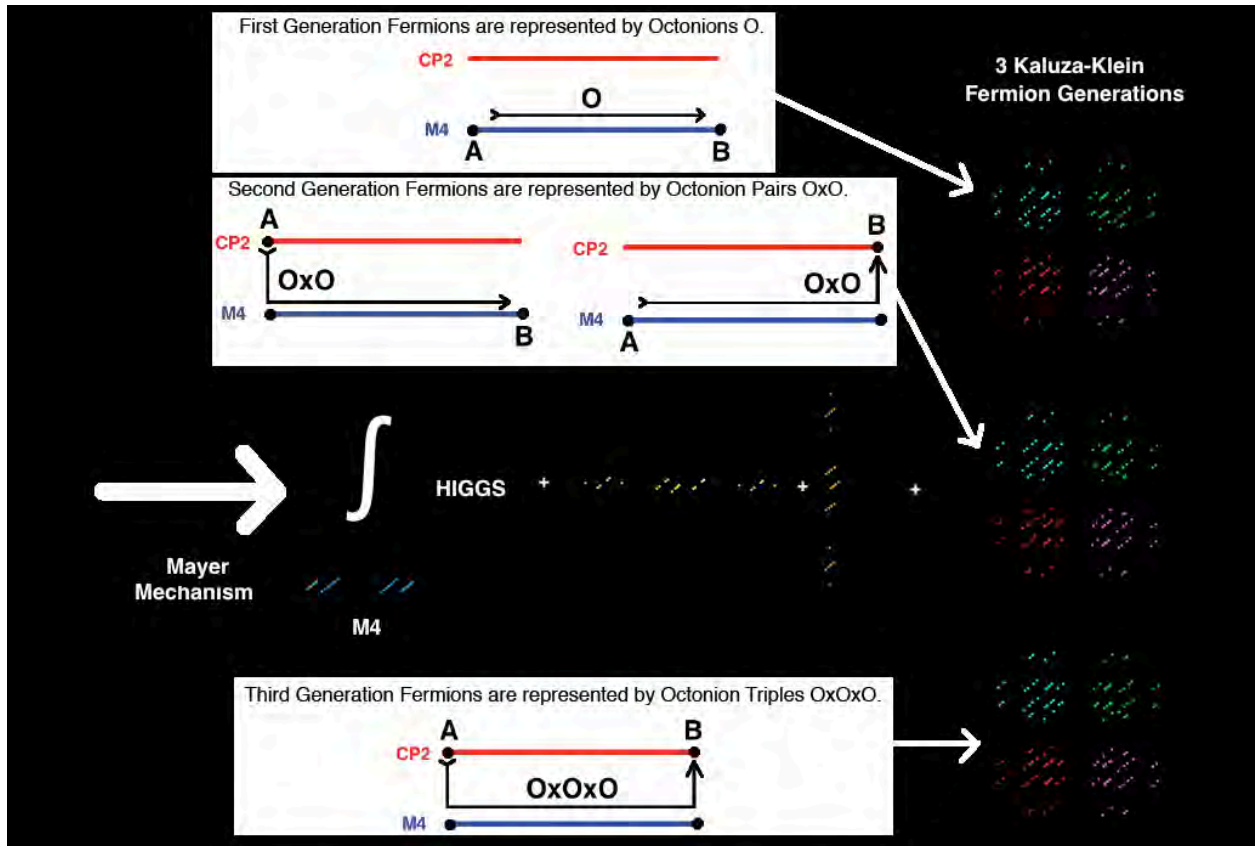 First Generation Fermions are represented by Octonions O.
CP2
O
M4
A
B
3 Kaluza-Klein
Fermion Generations
Second Generation Fermions are represented by Octonion Pairs OxO.
A
CP2
OxO
M4
B
B
CP2
OxO
M4
A
∫
HIGGS
+
+
+
Mayer
Mechanism
M4
Third Generation Fermions are represented by Octonion Triples OxOxO.
A
B
CP2
OxOxO
M4